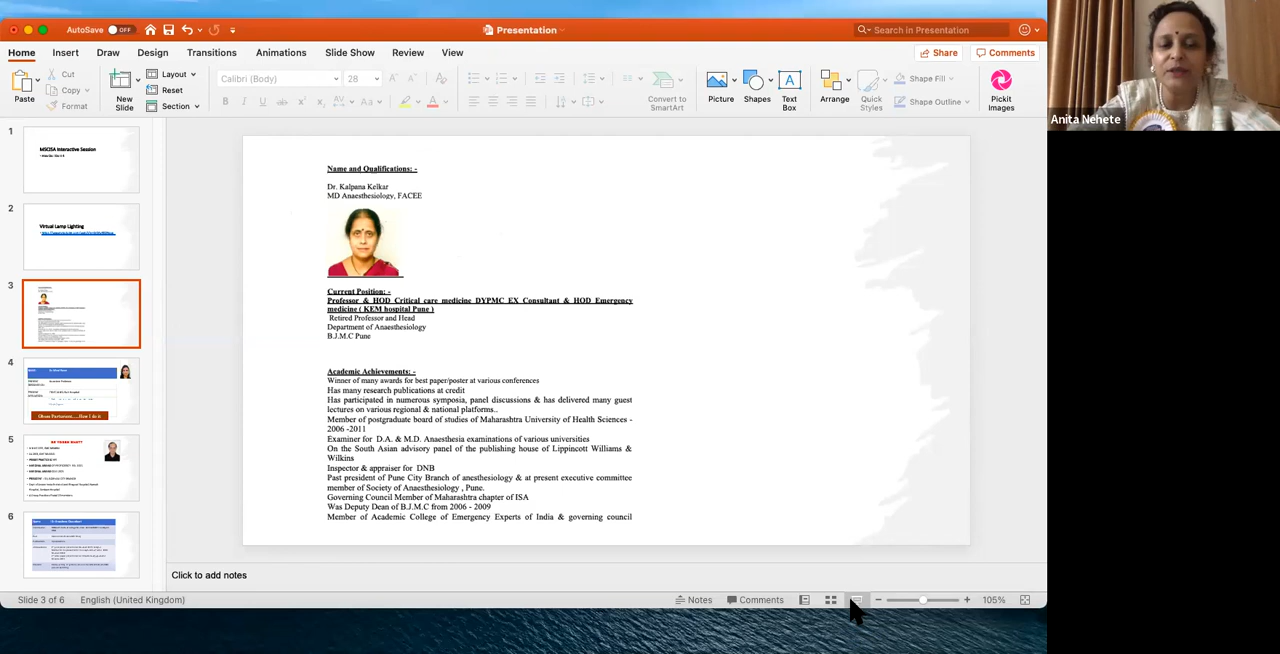 AutoSave OFF
Presentation
Search in Presentation
Home Insert Draw Design Transitions Animations Slide Show Review View
Share Comments
Paste
Cut
Copy
Format
New Slide
Layout
Reset
Section
Calibri (Body) 28
Convert to SmartArt
Picture
Shapes
Text Box
Arrange
Quick Styles
Shape Fill
Shape Outline
Pickit Images
Anita Nehete
1
MSCISA Interactive Session
2
Virtual Lamp Lighting
3
4
5
6
Name and Qualifications: -
Dr. Kalpana Kelkar
MD Anaesthesiology, FACEE
Current Position: -
Professor & HOD Critical care medicine DYPMC EX Consultant & HOD Emergency
medicine ( KEM hospital Pune )
Retired Professor and Head
Department of Anaesthesiology
B.J.M.C Pune
Academic Achievements: -
Winner of many awards for best paper/poster at various conferences
Has many research publications at credit
Has participated in numerous symposia, panel discussions & has delivered many guest
lectures on various regional & national platforms..
Member of postgraduate board of studies of Maharashtra University of Health Sciences -
2006 -2011
Examiner for D.A. & M.D. Anaesthesia examinations of various universities
On the South Asian advisory panel of the publishing house of Lippincott Williams &
Wilkins
Inspector & appraiser for DNB
Past president of Pune City Branch of anesthesiology & at present executive committee
member of Society of Anaesthesiology , Pune.
Governing Council Member of Maharashtra chapter of ISA
Was Deputy Dean of B.J.M.C from 2006 - 2009
Member of Academic College of Emergency Experts of India & governing council
Click to add notes
Slide 3 of 6 English (United Kingdom)
Notes Comments 105%